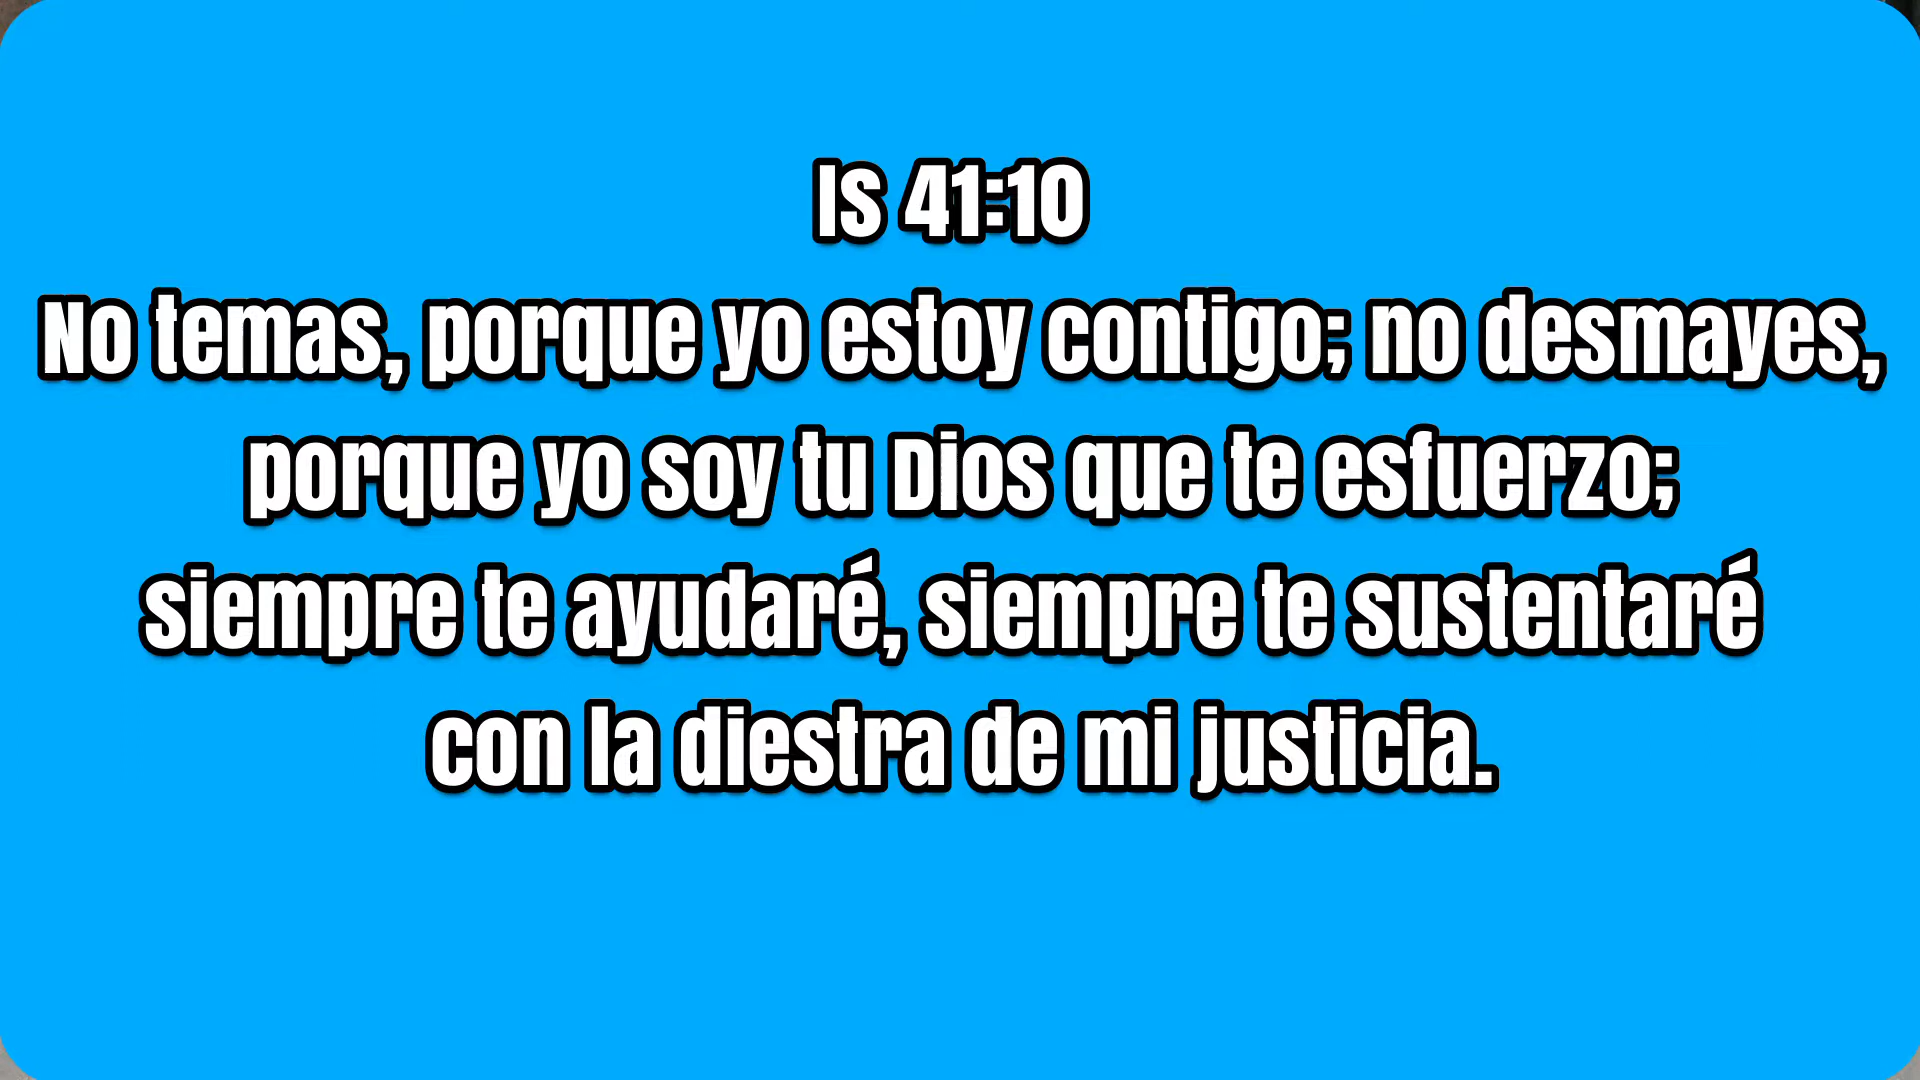 IS 41:10
No temas, porque yo estoy contigo; no desmayes,
porque yo soy tu Dios que te esfuerzo;
siempre te ayudaré, siempre te sustentaré
con la diestra de mi justicia.